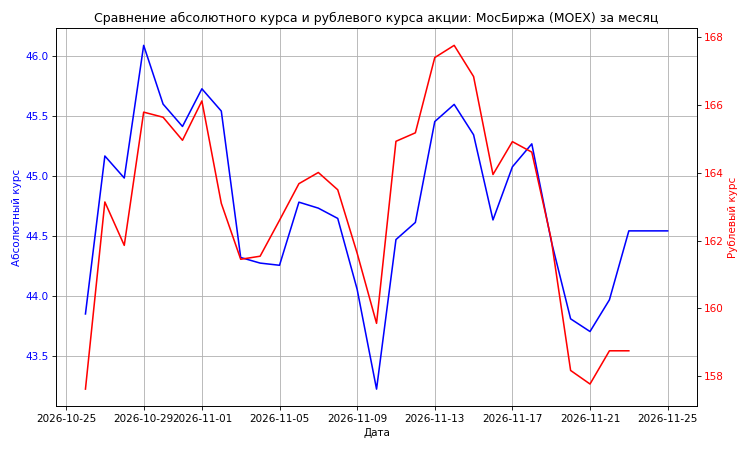 Сравнение абсолютного курса и рублевого курса акции: МосБиржа (MOEX) за месяц
46.0
45.5
45.0
44.5
44.0
43.5
Абсолютный курс
168
166
164
162
160
158
Рублевый курс
2026-10-25 2026-10-29 2026-11-01 2026-11-05 2026-11-09 2026-11-13 2026-11-17 2026-11-21 2026-11-25
Дата